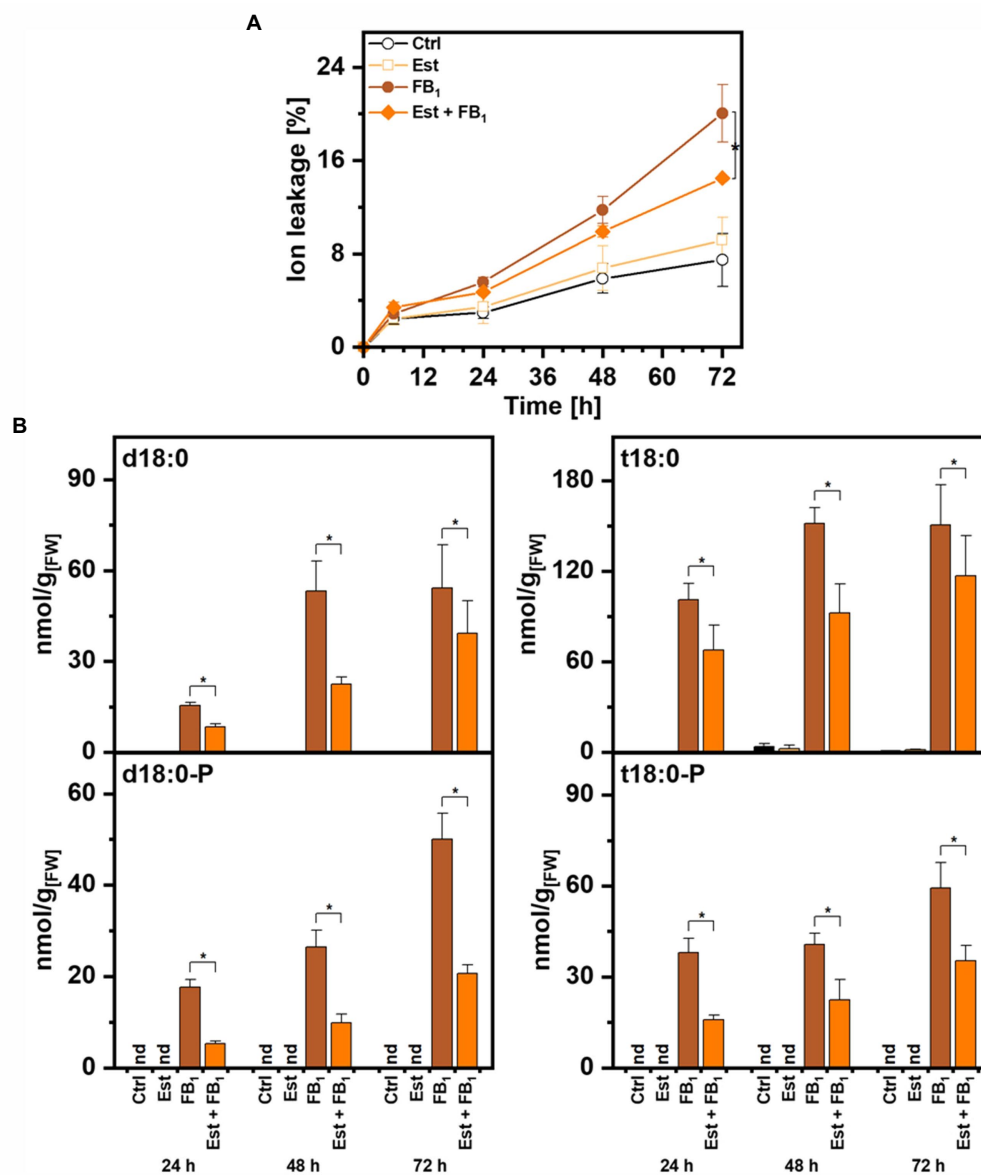 A
Ctrl
Est
FB₁
Est + FB₁
Ion leakage [%]
24
16
8
0
*
0 12 24 36 48 60 72
Time [h]
B
d18:0
nmol/g[FW]
90
60
30
0
* * *
t18:0
nmol/g[FW]
180
120
60
0
* * *
d18:0-P
nmol/g[FW]
60
40
20
0
* * *
nd nd nd nd nd nd
Ctrl Est FB₁ Est + FB₁ Ctrl Est FB₁ Est + FB₁ Ctrl Est FB₁ Est + FB₁
24 h 48 h 72 h
t18:0-P
nmol/g[FW]
90
60
30
0
* * *
nd nd nd nd nd nd
Ctrl Est FB₁ Est + FB₁ Ctrl Est FB₁ Est + FB₁ Ctrl Est FB₁ Est + FB₁
24 h 48 h 72 h